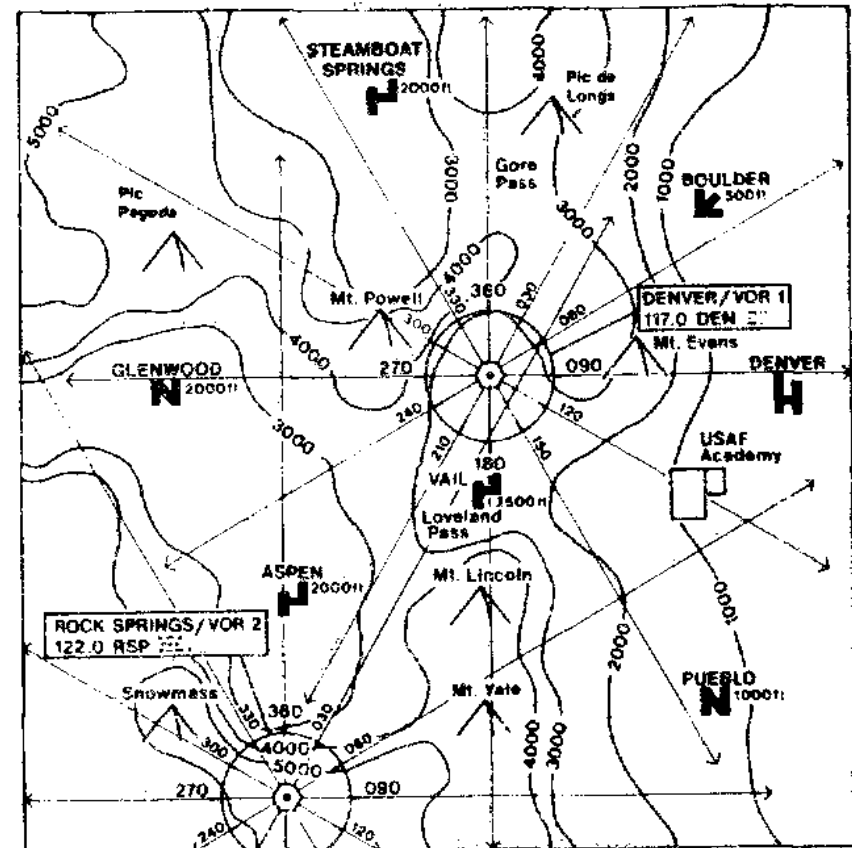 STEAMBOAT
SPRINGS
2000ft
4000
Pic de
Longs
5000
3000
Gore
Pass
2000
1000
BOULDER
500ft
Pic
Pagoda
3000
4000
360
DENVER/VOR 1
117.0 DEN
Mt. Powell
330
030
300
060
Mt. Evans
4000
GLENWOOD
2000ft
270
090
DENVER
240
120
3000
210
150
USAF
Academy
180
VAIL
Loveland
Pass
ASPEN
2000ft
Mt. Lincoln
1000
ROCK SPRINGS/VOR 2
122.0 RSP
2000
PUEBLO
1000ft
Snowmass
Mt. Yale
360
330
030
300
4000
060
5000
4000
3000
270
090
240
120